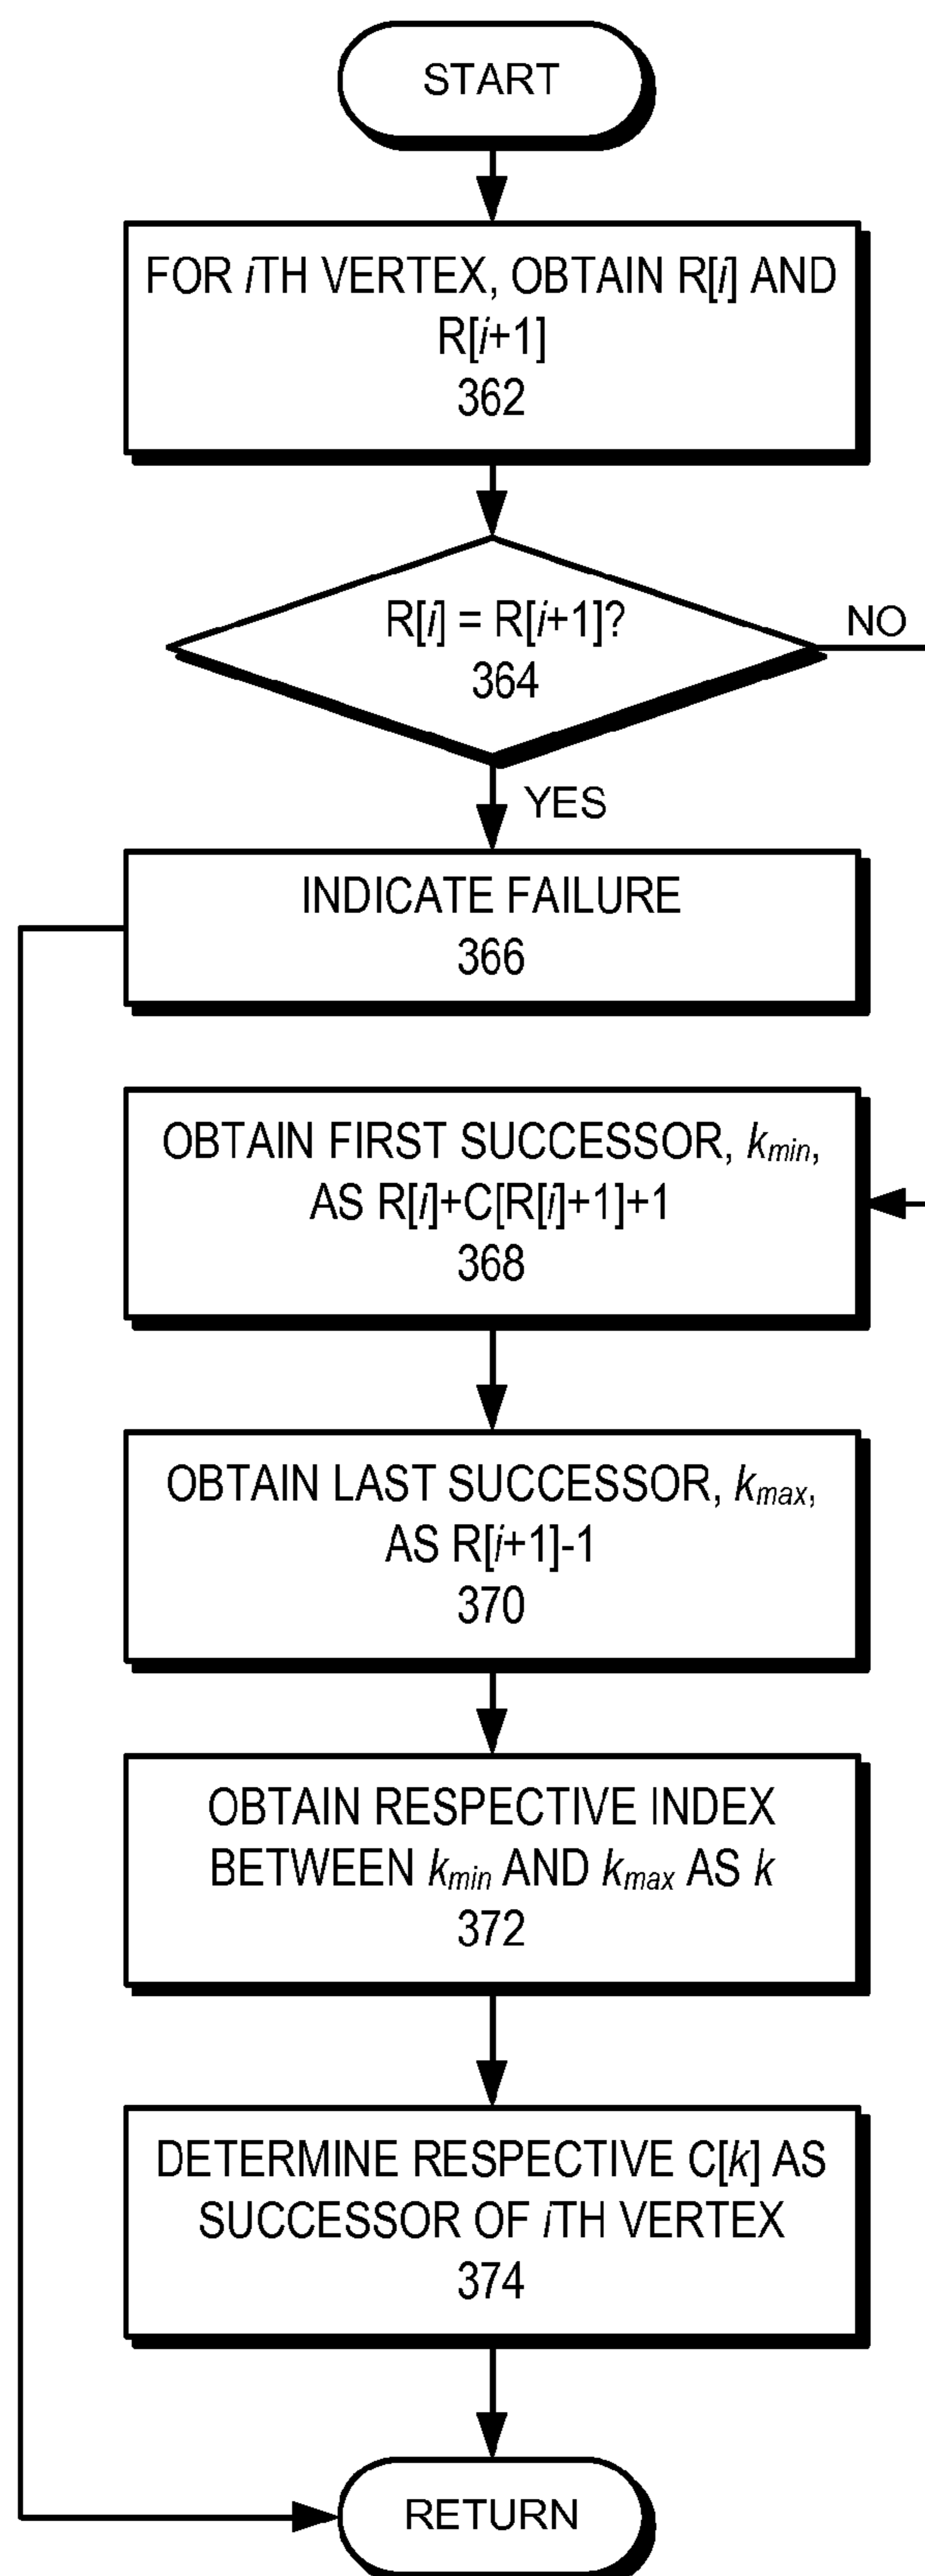 START
FOR iTH VERTEX, OBTAIN R[i] AND
R[i+1]
362
R[i] = R[i+1]?
364
NO
YES
INDICATE FAILURE
366
OBTAIN FIRST SUCCESSOR, kmin,
AS R[i]+C[R[i]+1]+1
368
OBTAIN LAST SUCCESSOR, kmax,
AS R[i+1]-1
370
OBTAIN RESPECTIVE INDEX
BETWEEN kmin AND kmax AS k
372
DETERMINE RESPECTIVE C[k] AS
SUCCESSOR OF iTH VERTEX
374
RETURN